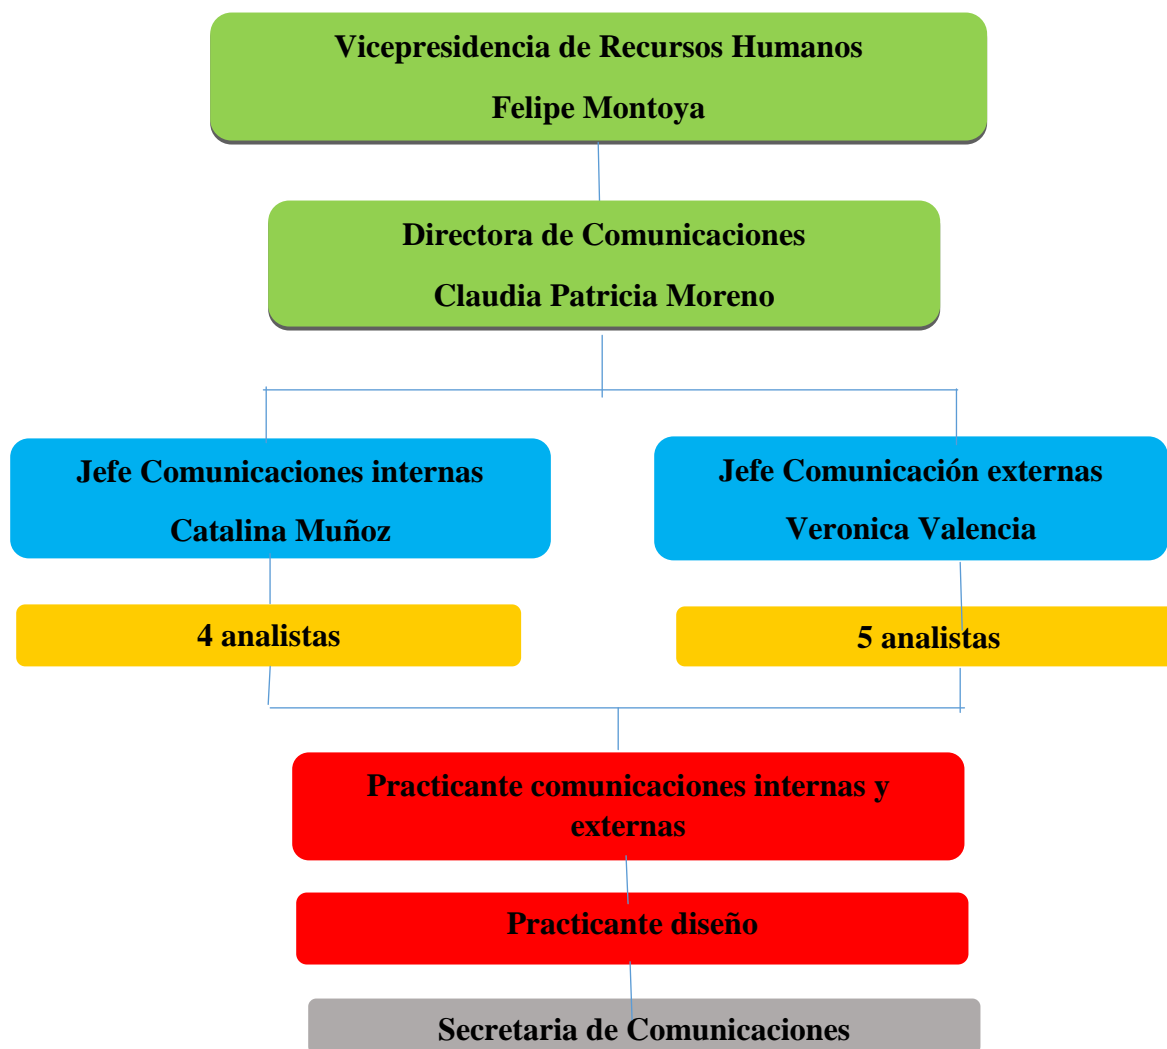 Vicepresidencia de Recursos Humanos
Felipe Montoya
Directora de Comunicaciones
Claudia Patricia Moreno
Jefe Comunicaciones internas
Catalina Muñoz
Jefe Comunicación externas
Veronica Valencia
4 analistas
5 analistas
Practicante comunicaciones internas y
externas
Practicante diseño
Secretaria de Comunicaciones